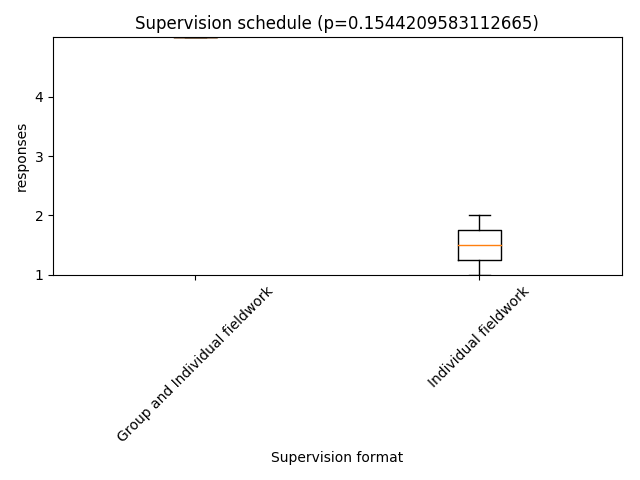 Supervision schedule (p=0.1544209583112665)
4
3
2
1
responses
Group and Individual fieldwork
Individual fieldwork
Supervision format